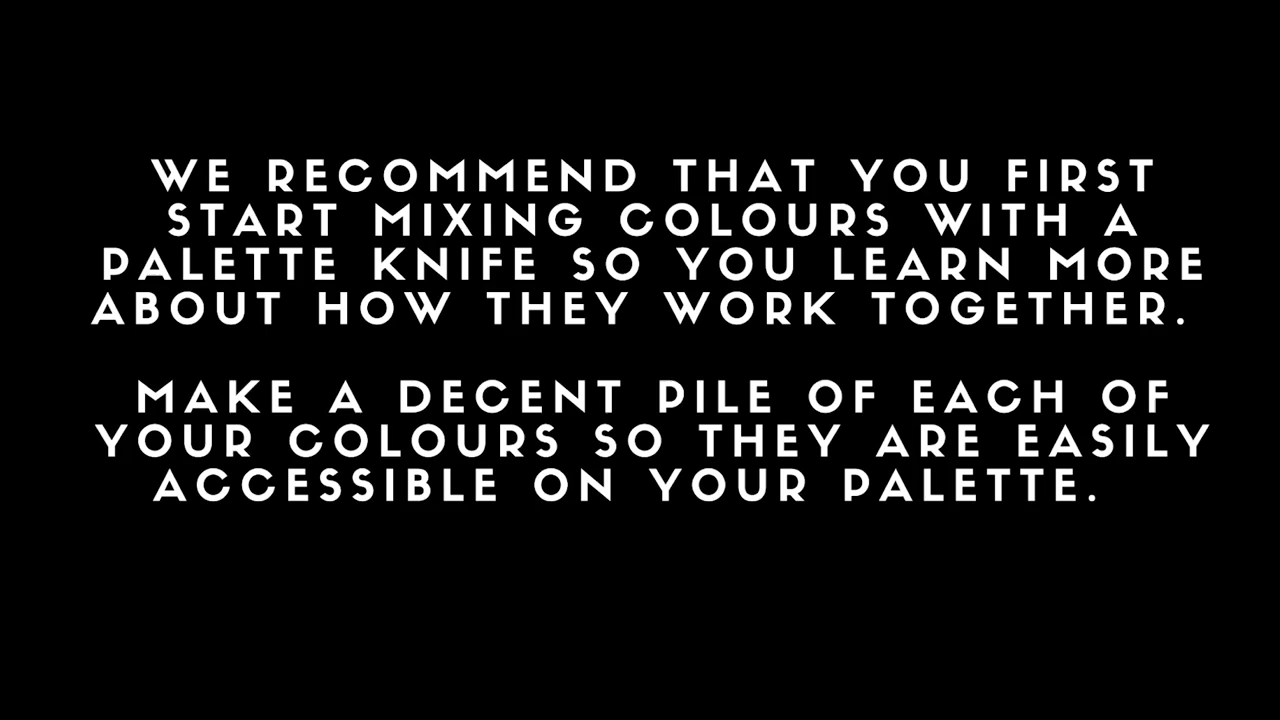 WE RECOMMEND THAT YOU FIRST
START MIXING COLOURS WITH A
PALETTE KNIFE SO YOU LEARN MORE
ABOUT HOW THEY WORK TOGETHER.
MAKE A DECENT PILE OF EACH OF
YOUR COLOURS SO THEY ARE EASILY
ACCESSIBLE ON YOUR PALETTE.